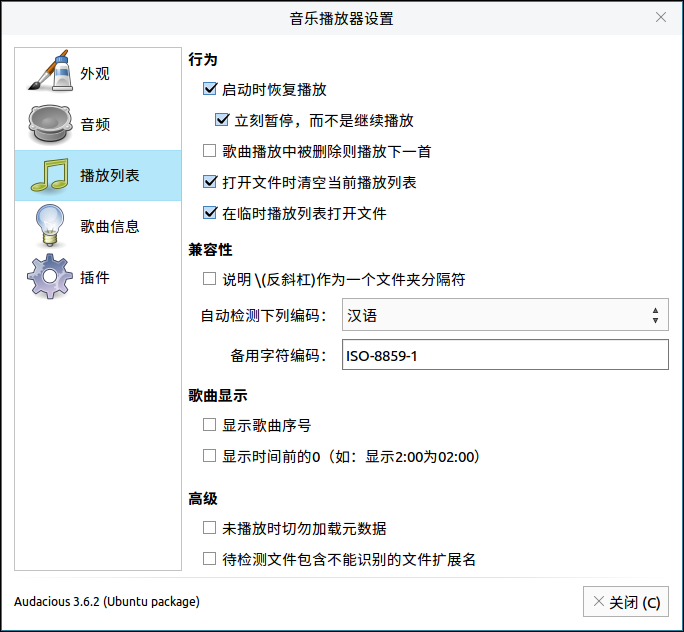 音乐播放器设置
外观
音频
播放列表
歌曲信息
插件
行为
启动时恢复播放
立刻暂停，而不是继续播放
歌曲播放中被删除则播放下一首
打开文件时清空当前播放列表
在临时播放列表打开文件
兼容性
说明 \(反斜杠)作为一个文件夹分隔符
自动检测下列编码： 汉语
备用字符编码： ISO-8859-1
歌曲显示
显示歌曲序号
显示时间前的0（如：显示2:00为02:00）
高级
未播放时切勿加载元数据
待检测文件包含不能识别的文件扩展名
Audacious 3.6.2 (Ubuntu package)
关闭 (C)